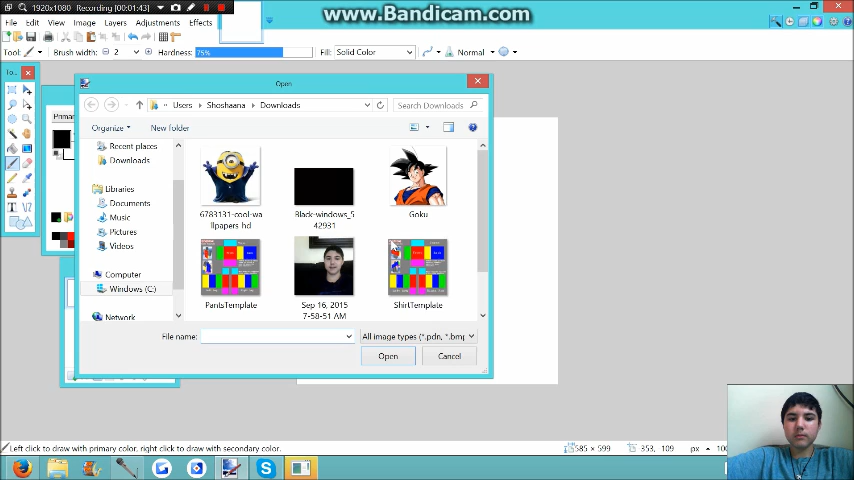 1920x1080 Recording [00:01:43]
www.Bandicam.com
File Edit View Image Layers Adjustments Effects
Tool: Brush width: 2 Hardness: 75% Fill: Solid Color Normal
Open
Users Shoshaana Downloads Search Downloads
Organize New folder
Recent places
Downloads
Libraries
Documents
Music
Pictures
Videos
Computer
Windows (C:)
Network
6783131-cool-wa
llpapers hd
Black-windows_5
42931
Goku
PantsTemplate
Sep 16, 2015
7-58-51 AM
ShirtTemplate
File name: All image types (*.pdn, *.bmp
Open Cancel
Left click to draw with primary color, right click to draw with secondary color. 585 × 599 353, 109 px